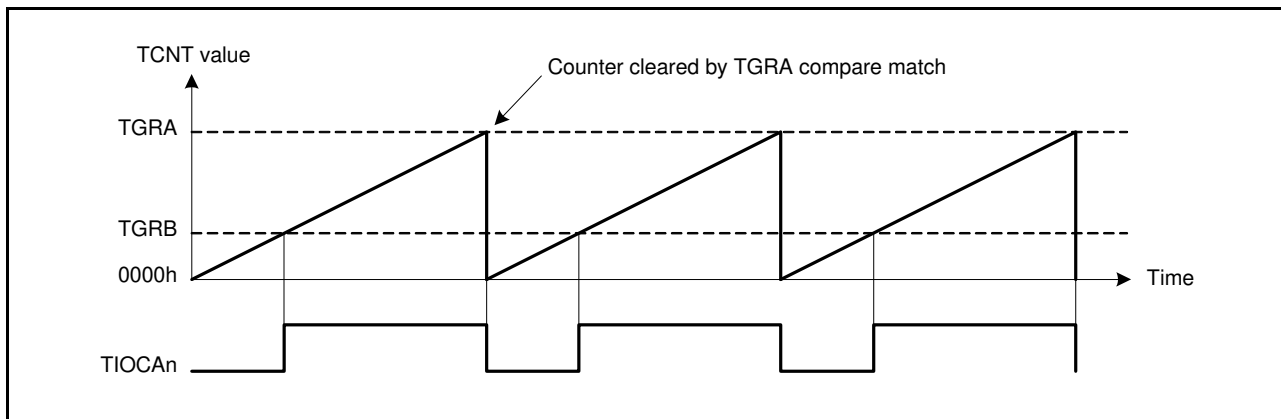 TCNT value
Counter cleared by TGRA compare match
TGRA
TGRB
0000h
Time
TIOCAn